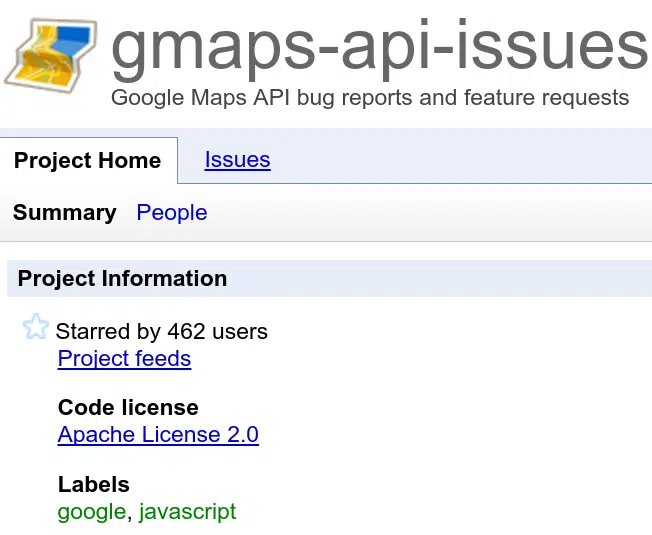 gmaps-api-issues
Google Maps API bug reports and feature requests
Project Home Issues
Summary People
Project Information
Starred by 462 users
Project feeds
Code license
Apache License 2.0
Labels
google, javascript